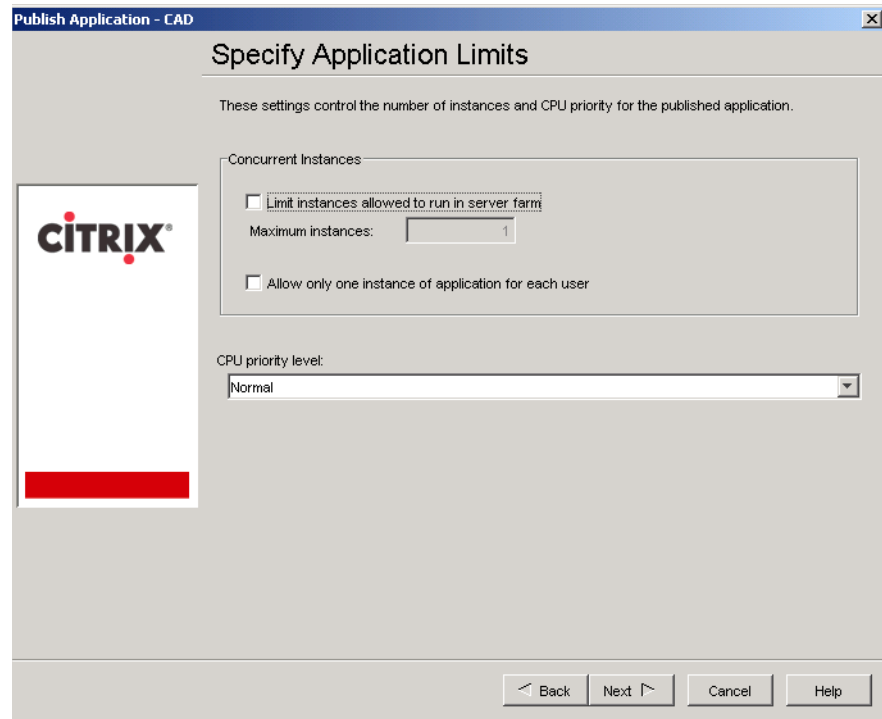 Publish Application - CAD
Specify Application Limits
These settings control the number of instances and CPU priority for the published application.
Concurrent Instances
Limit instances allowed to run in server farm
Maximum instances: 1
CİTRIX®
Allow only one instance of application for each user
CPU priority level:
Normal
Back Next Cancel Help